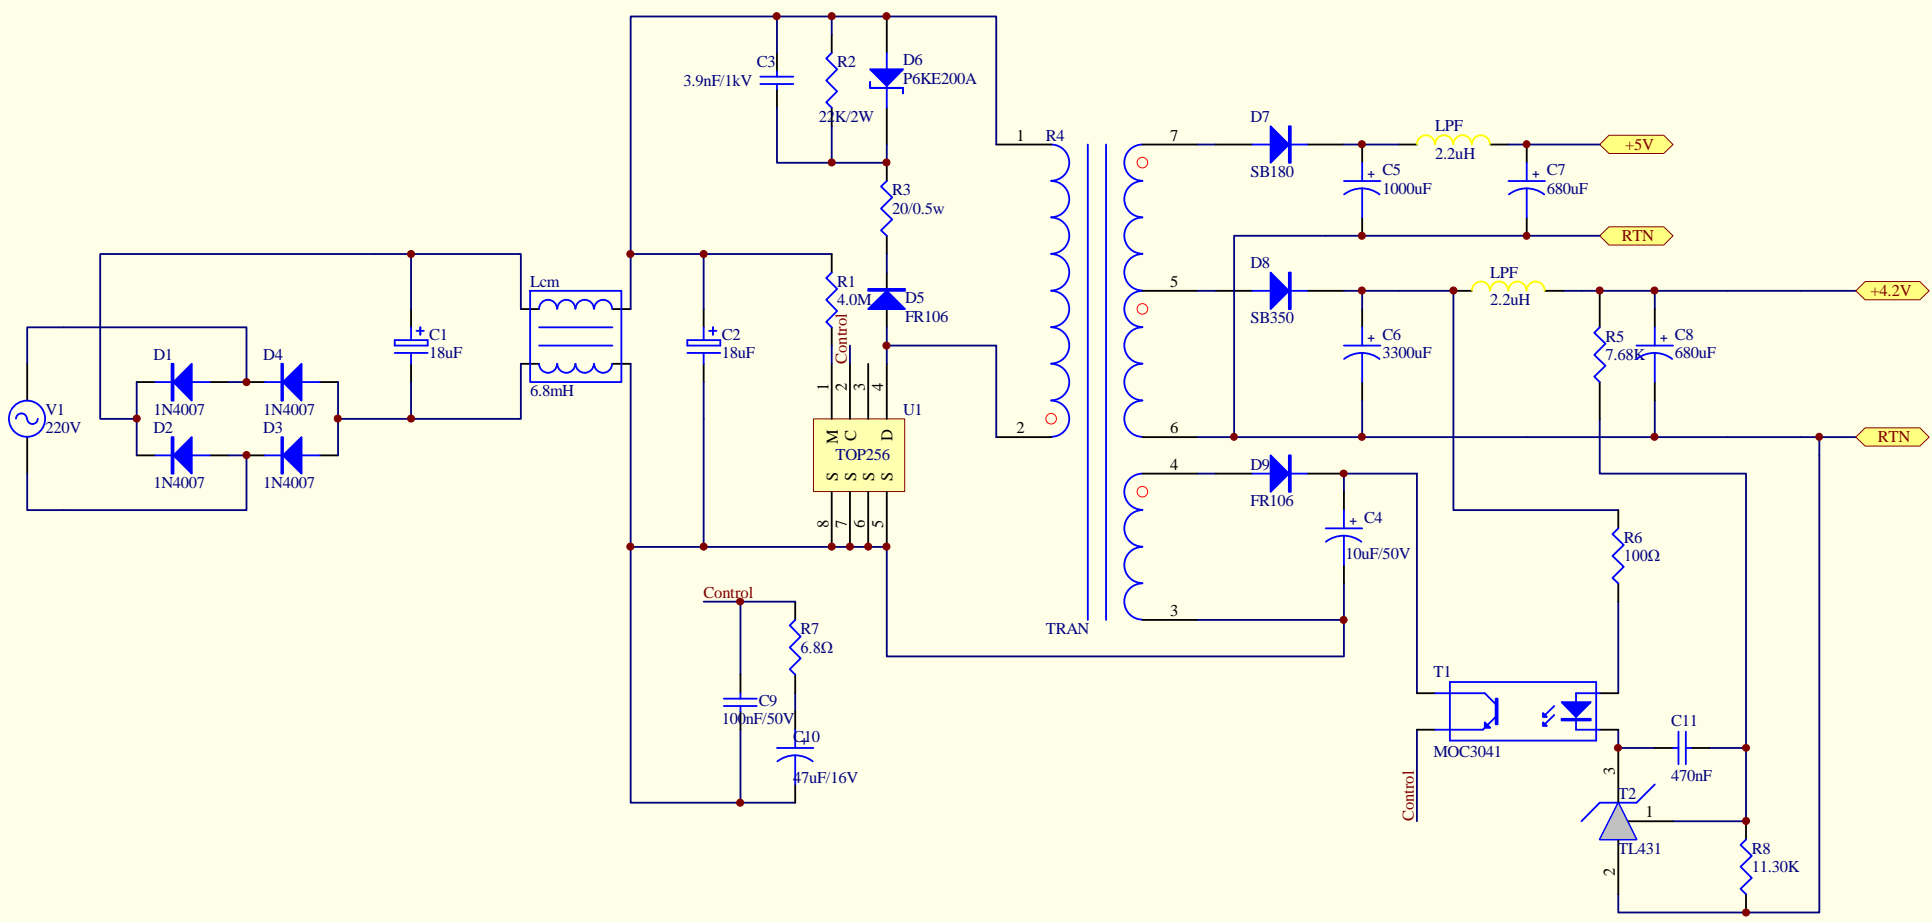 C3
3.9nF/1kV
R2
22K/2W
D6
P6KE200A
R3
20/0.5w
D5
FR106
R1
4.0M
Control
1
2
3
4
U1
M
C
D
TOP256
S
S
S
S
8
7
6
5
V1
220V
D1
1N4007
D4
1N4007
D2
1N4007
D3
1N4007
C1
18uF
Lcm
6.8mH
C2
18uF
Control
R7
6.8Ω
C9
100nF/50V
C10
47uF/16V
1
R4
2
TRAN
7
5
6
4
3
D7
SB180
LPF
2.2uH
+5V
C5
1000uF
C7
680uF
RTN
D8
SB350
LPF
2.2uH
+4.2V
C6
3300uF
R5
7.68K
C8
680uF
RTN
D9
FR106
C4
10uF/50V
R6
100Ω
T1
MOC3041
Control
C11
470nF
3
T2
1
TL431
2
R8
11.30K